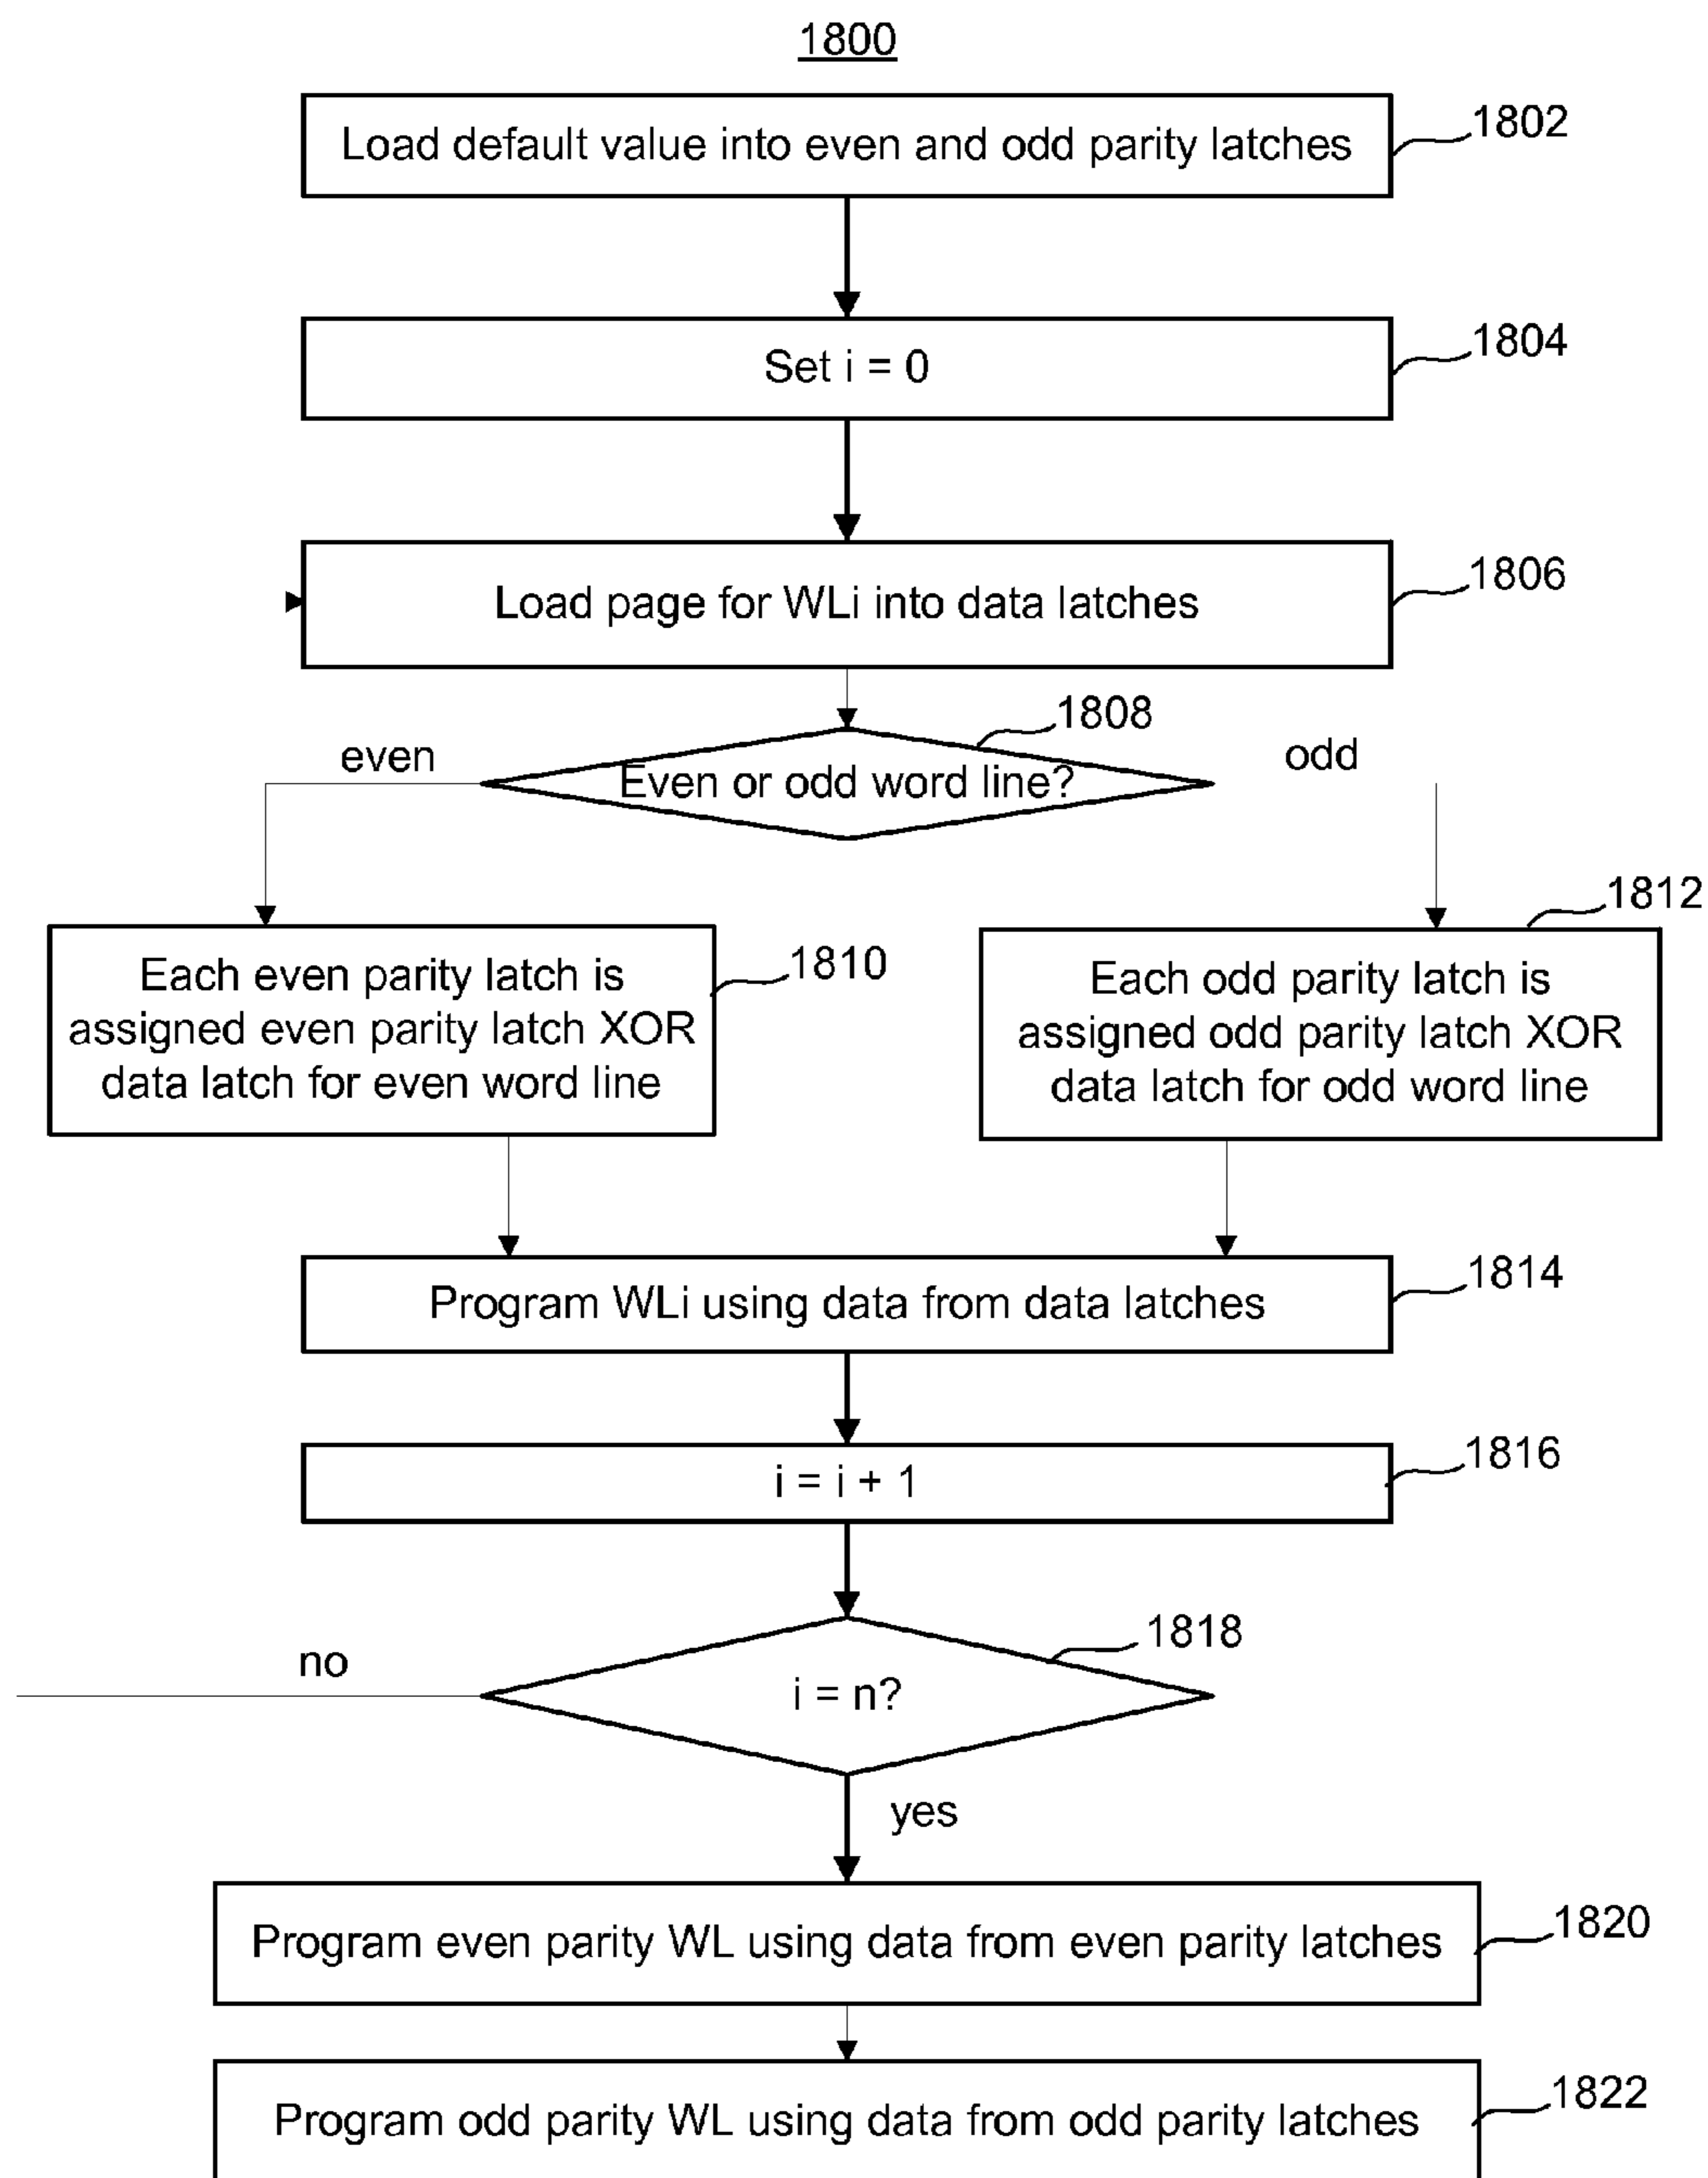 1800
Load default value into even and odd parity latches
1802
Set i = 0
1804
Load page for WLi into data latches
1806
1808
even
Even or odd word line?
odd
1812
Each even parity latch is
assigned even parity latch XOR
data latch for even word line
1810
Each odd parity latch is
assigned odd parity latch XOR
data latch for odd word line
Program WLi using data from data latches
1814
i = i + 1
1816
1818
no
i = n?
yes
Program even parity WL using data from even parity latches
1820
Program odd parity WL using data from odd parity latches
1822